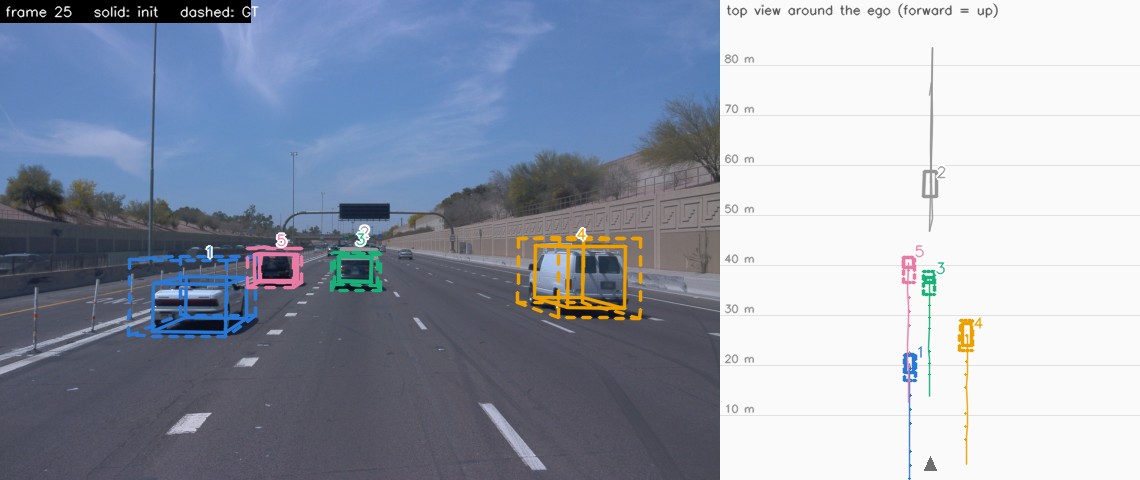 frame 25 solid: init dashed: GT
top view around the ego (forward = up)
80 m
70 m
60 m
50 m
40 m
30 m
20 m
10 m
1
5
2
3
4
2
5
3
4
1